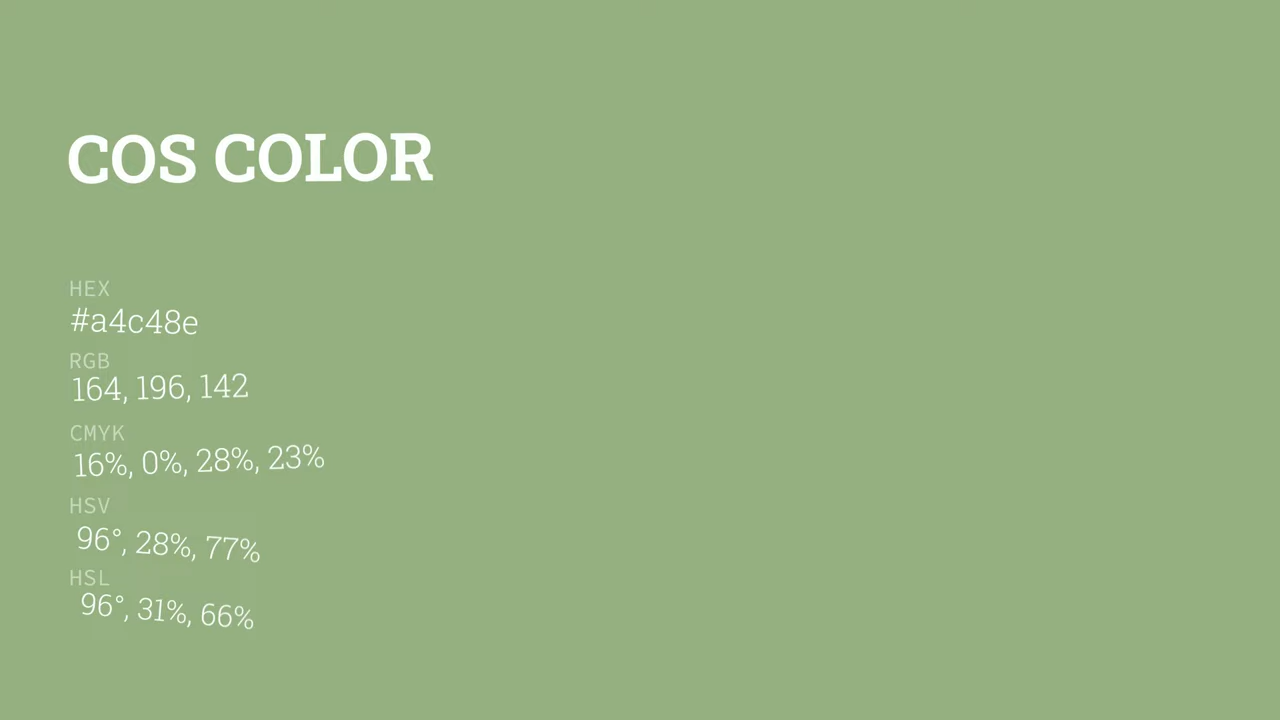 COS COLOR
HEX
#a4c48e
RGB
164, 196, 142
CMYK
16%, 0%, 28%, 23%
HSV
96°, 28%, 77%
HSL
96°, 31%, 66%